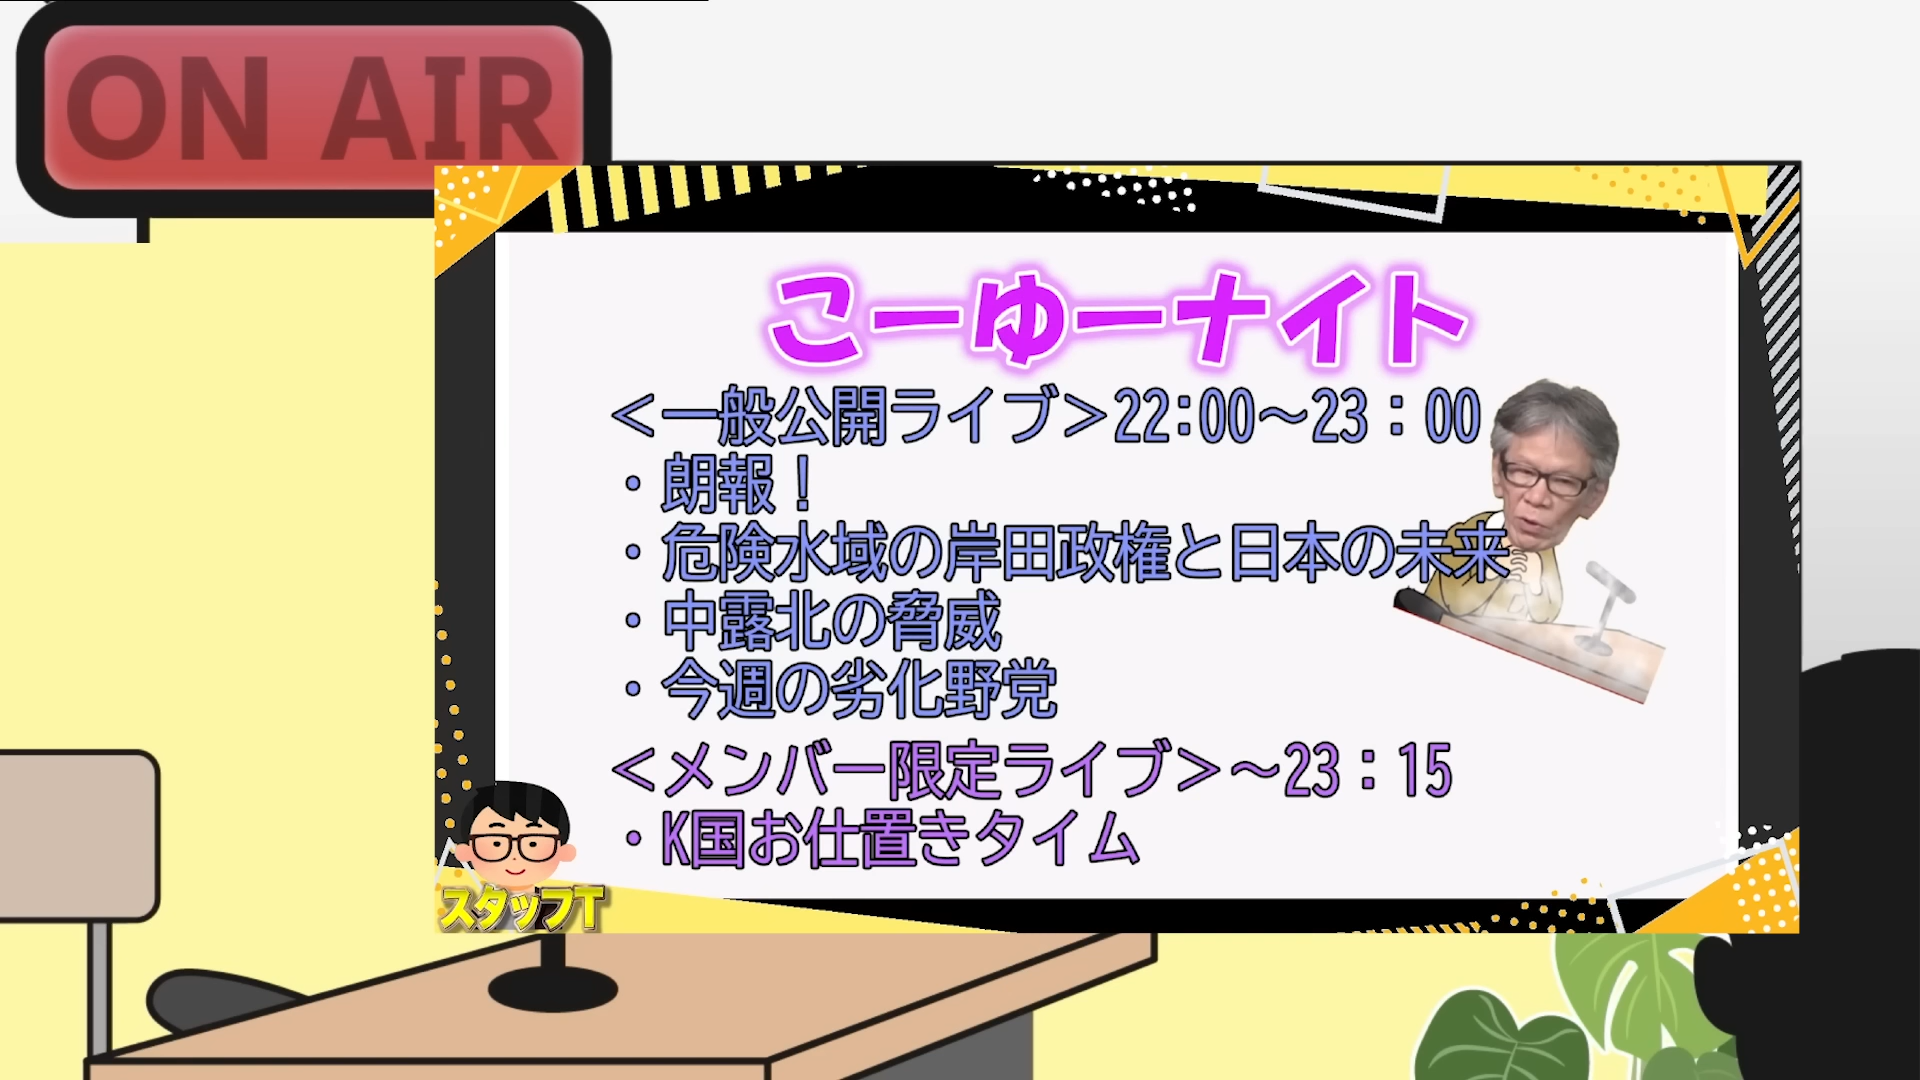 ON AIR
こーゆーナイト
＜一般公開ライブ＞22:00～23：00
・朗報！
・危険水域の岸田政権と日本の未来
・中露北の脅威
・今週の劣化野党
＜メンバー限定ライブ＞～23：15
・K国お仕置きタイム
スタッフT